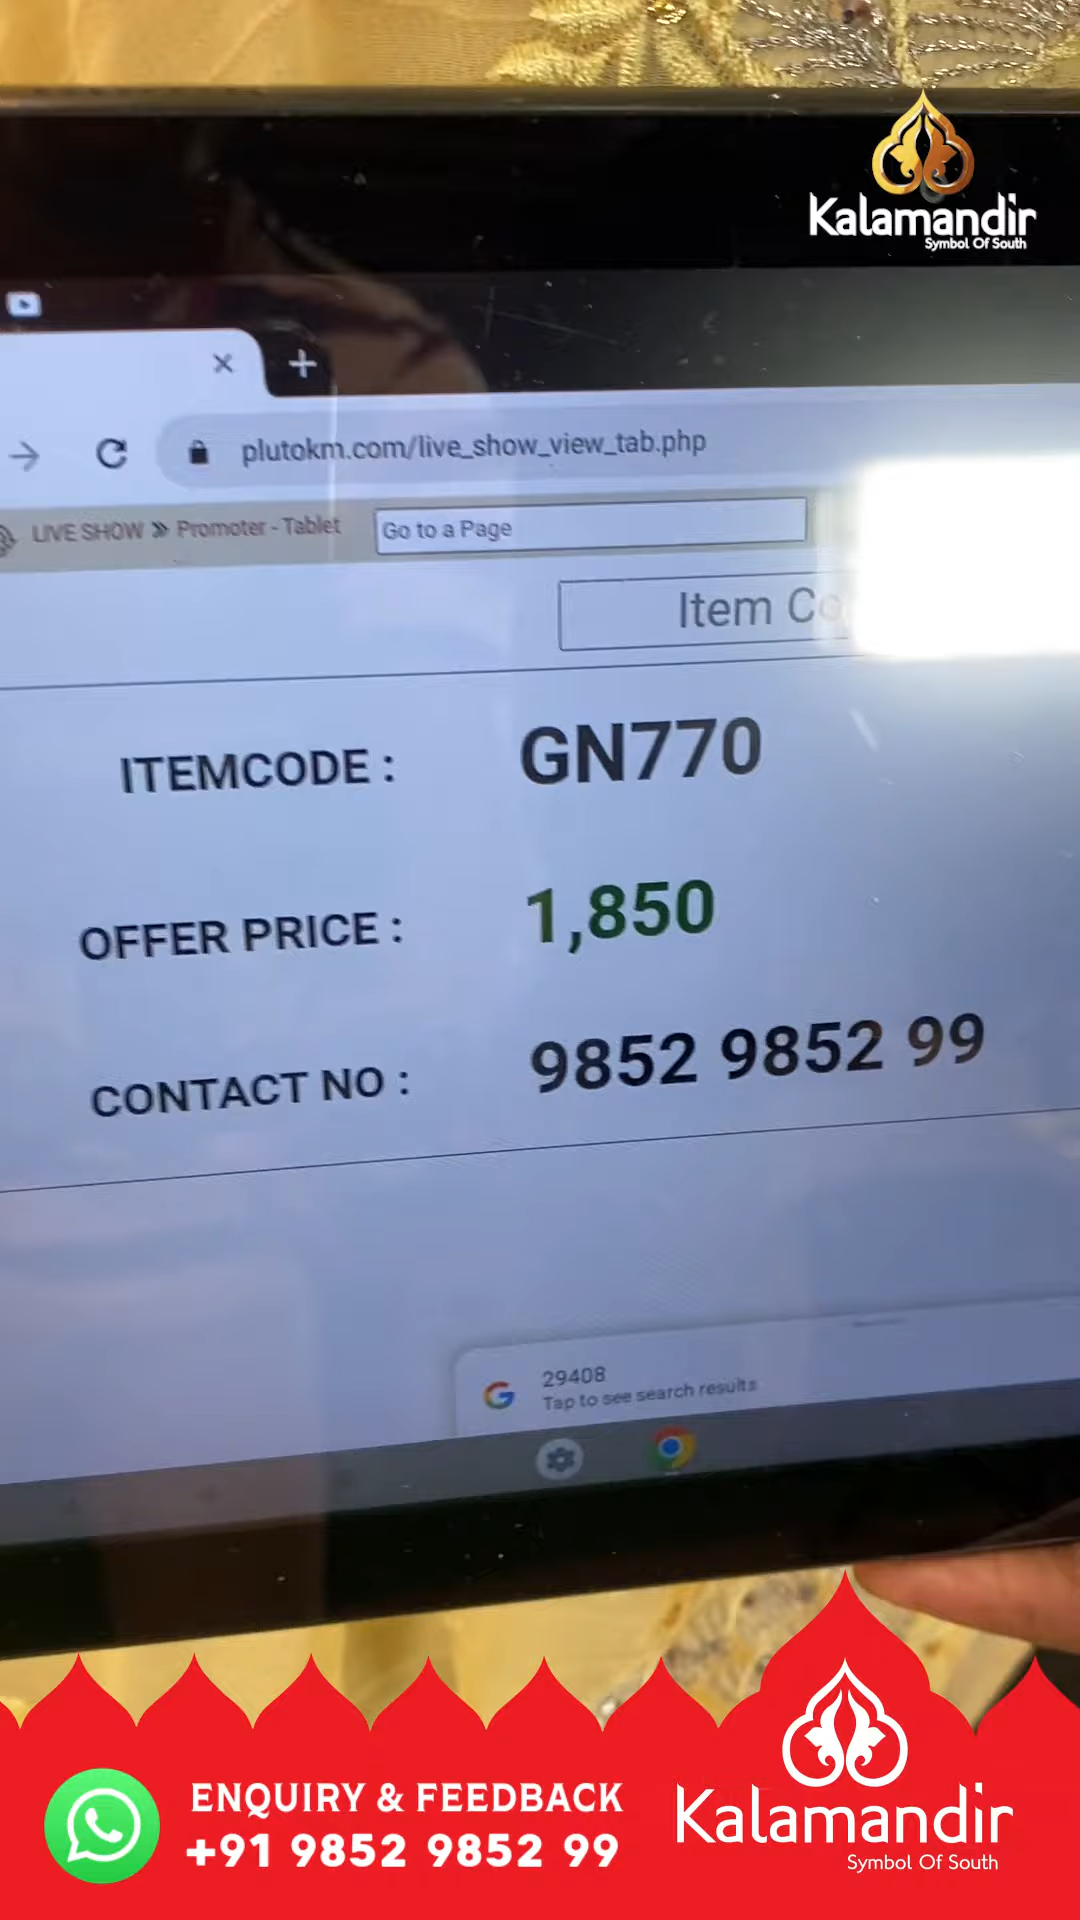 Kalamandir
Symbol Of South
plutokm.com/live_show_view_tab.php
LIVE SHOW >> Promoter - Tablet
Go to a Page
Item Co
ITEMCODE : GN770
OFFER PRICE : 1,850
CONTACT NO : 9852 9852 99
29408
Tap to see search results
ENQUIRY & FEEDBACK
+91 9852 9852 99
Kalamandir
Symbol Of South